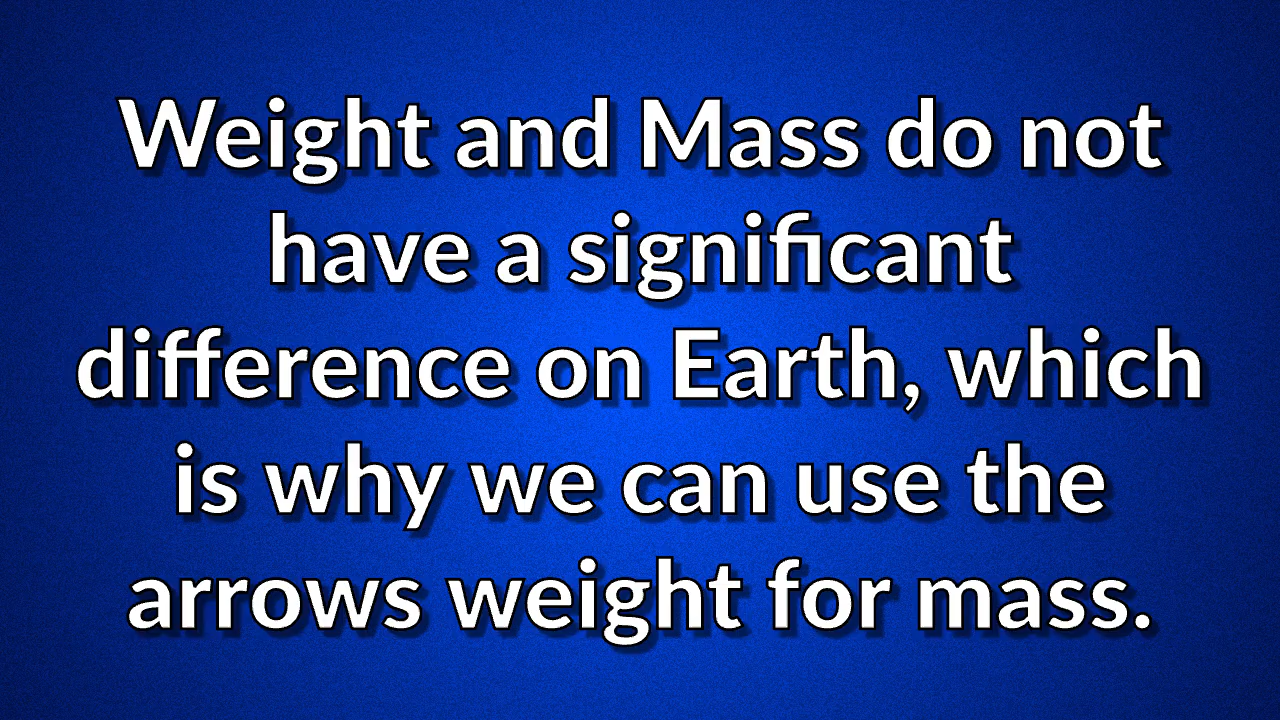 Weight and Mass do not
have a significant
difference on Earth, which
is why we can use the
arrows weight for mass.